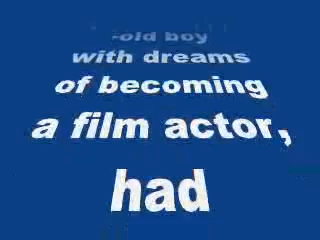 -old boy
with dreams
of becoming
a film actor,
had